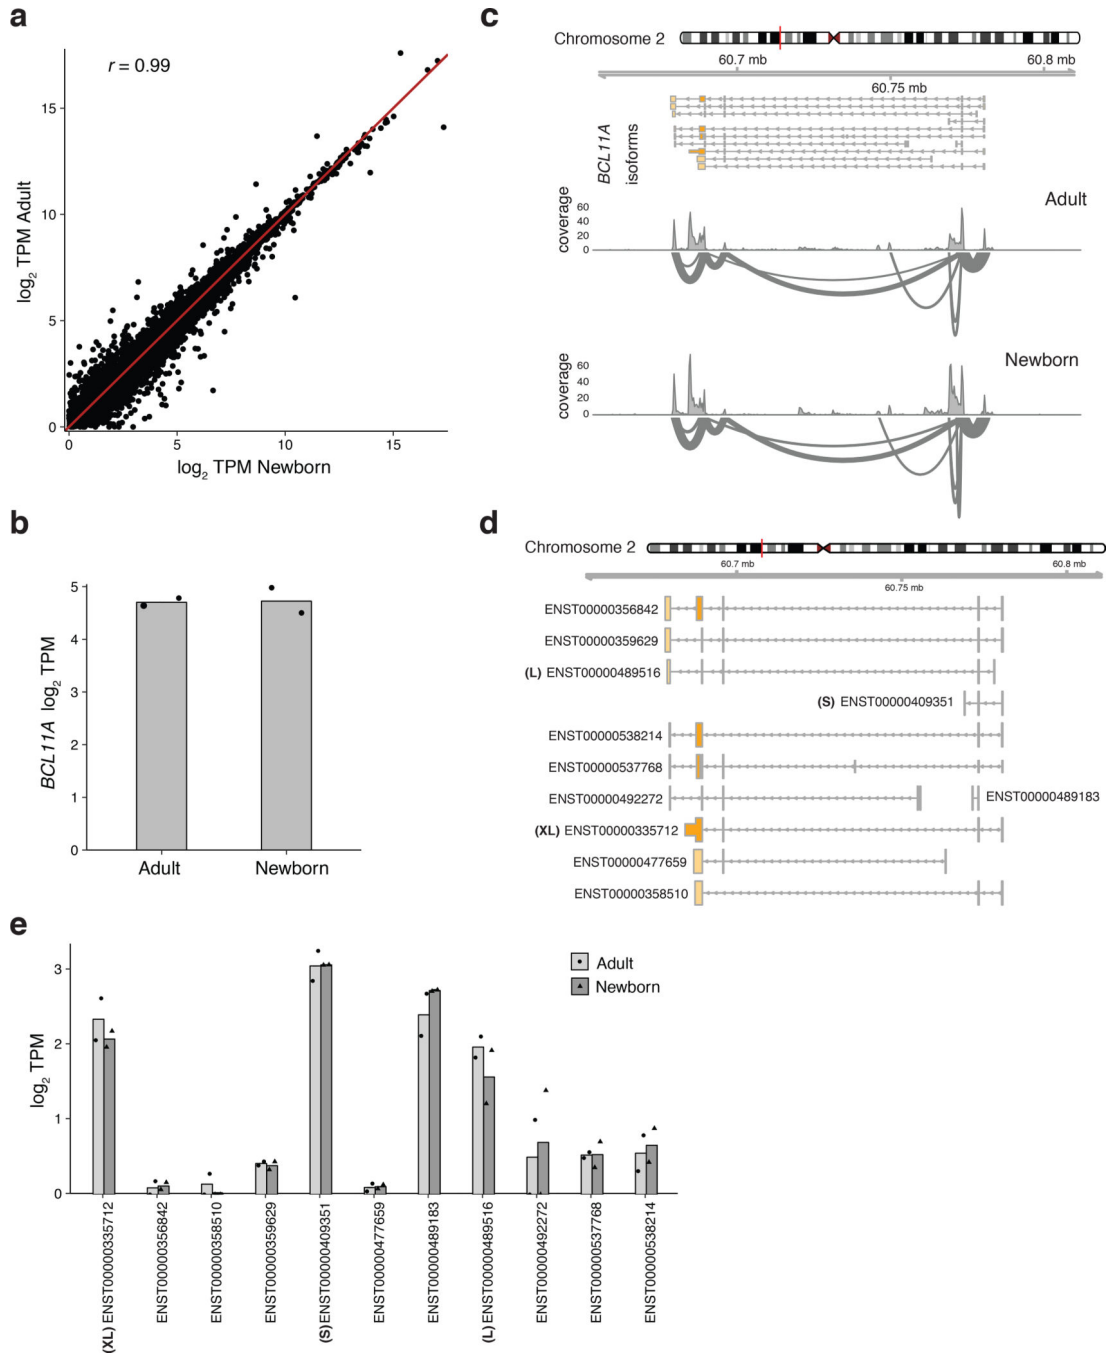 a
r = 0.99
15
10
5
0
log₂ TPM Adult
0 5 10 15
log₂ TPM Newborn
b
5
4
3
2
1
0
BCL11A log₂ TPM
Adult Newborn
c
Chromosome 2
60.7 mb 60.8 mb
60.75 mb
BCL11A
isoforms
Adult
coverage
60
40
20
0
Newborn
coverage
60
40
20
0
d
Chromosome 2
60.7 mb 60.8 mb
60.75 mb
ENST00000356842
ENST00000359629
(L) ENST00000489516
(S) ENST00000409351
ENST00000538214
ENST00000537768
ENST00000492272 ENST00000489183
(XL) ENST00000335712
ENST00000477659
ENST00000358510
e
Adult
Newborn
3
2
1
0
log₂ TPM
(XL) ENST00000335712
ENST00000356842
ENST00000358510
ENST00000359629
(S) ENST00000409351
ENST00000477659
ENST00000489183
(L) ENST00000489516
ENST00000492272
ENST00000537768
ENST00000538214